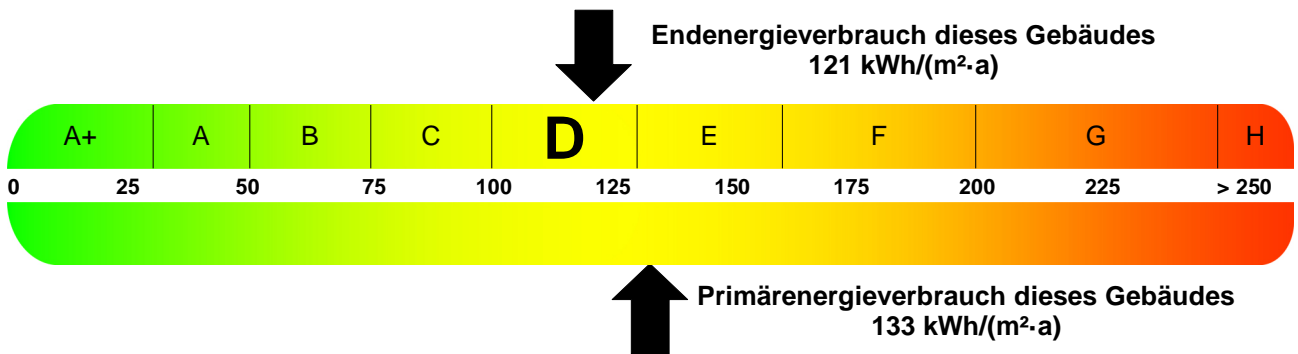 Endenergieverbrauch dieses Gebäudes
121 kWh/(m²·a)
A+ A B C D E F G H
0 25 50 75 100 125 150 175 200 225 > 250
Primärenergieverbrauch dieses Gebäudes
133 kWh/(m²·a)